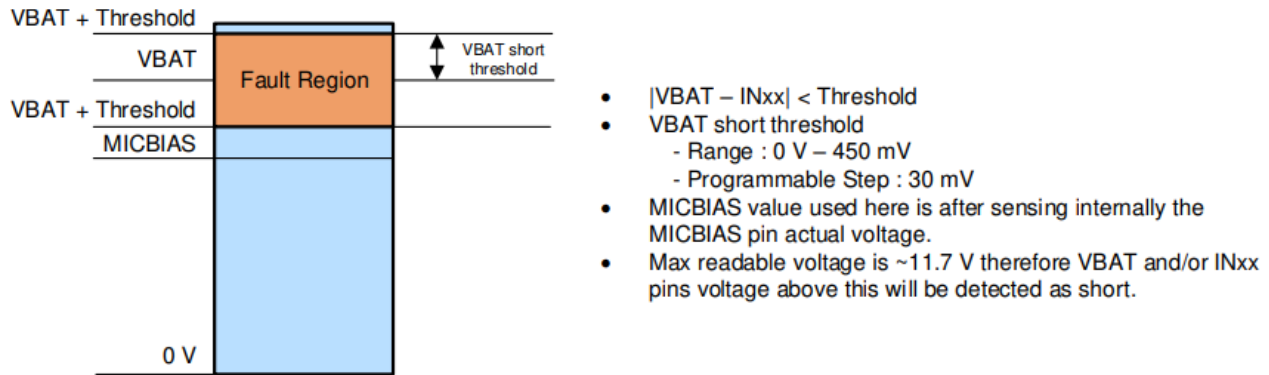 VBAT + Threshold
VBAT
VBAT + Threshold
MICBIAS
0 V
Fault Region
VBAT short
threshold
• |VBAT – INxx| < Threshold
• VBAT short threshold
- Range : 0 V – 450 mV
- Programmable Step : 30 mV
• MICBIAS value used here is after sensing internally the
MICBIAS pin actual voltage.
• Max readable voltage is ~11.7 V therefore VBAT and/or INxx
pins voltage above this will be detected as short.